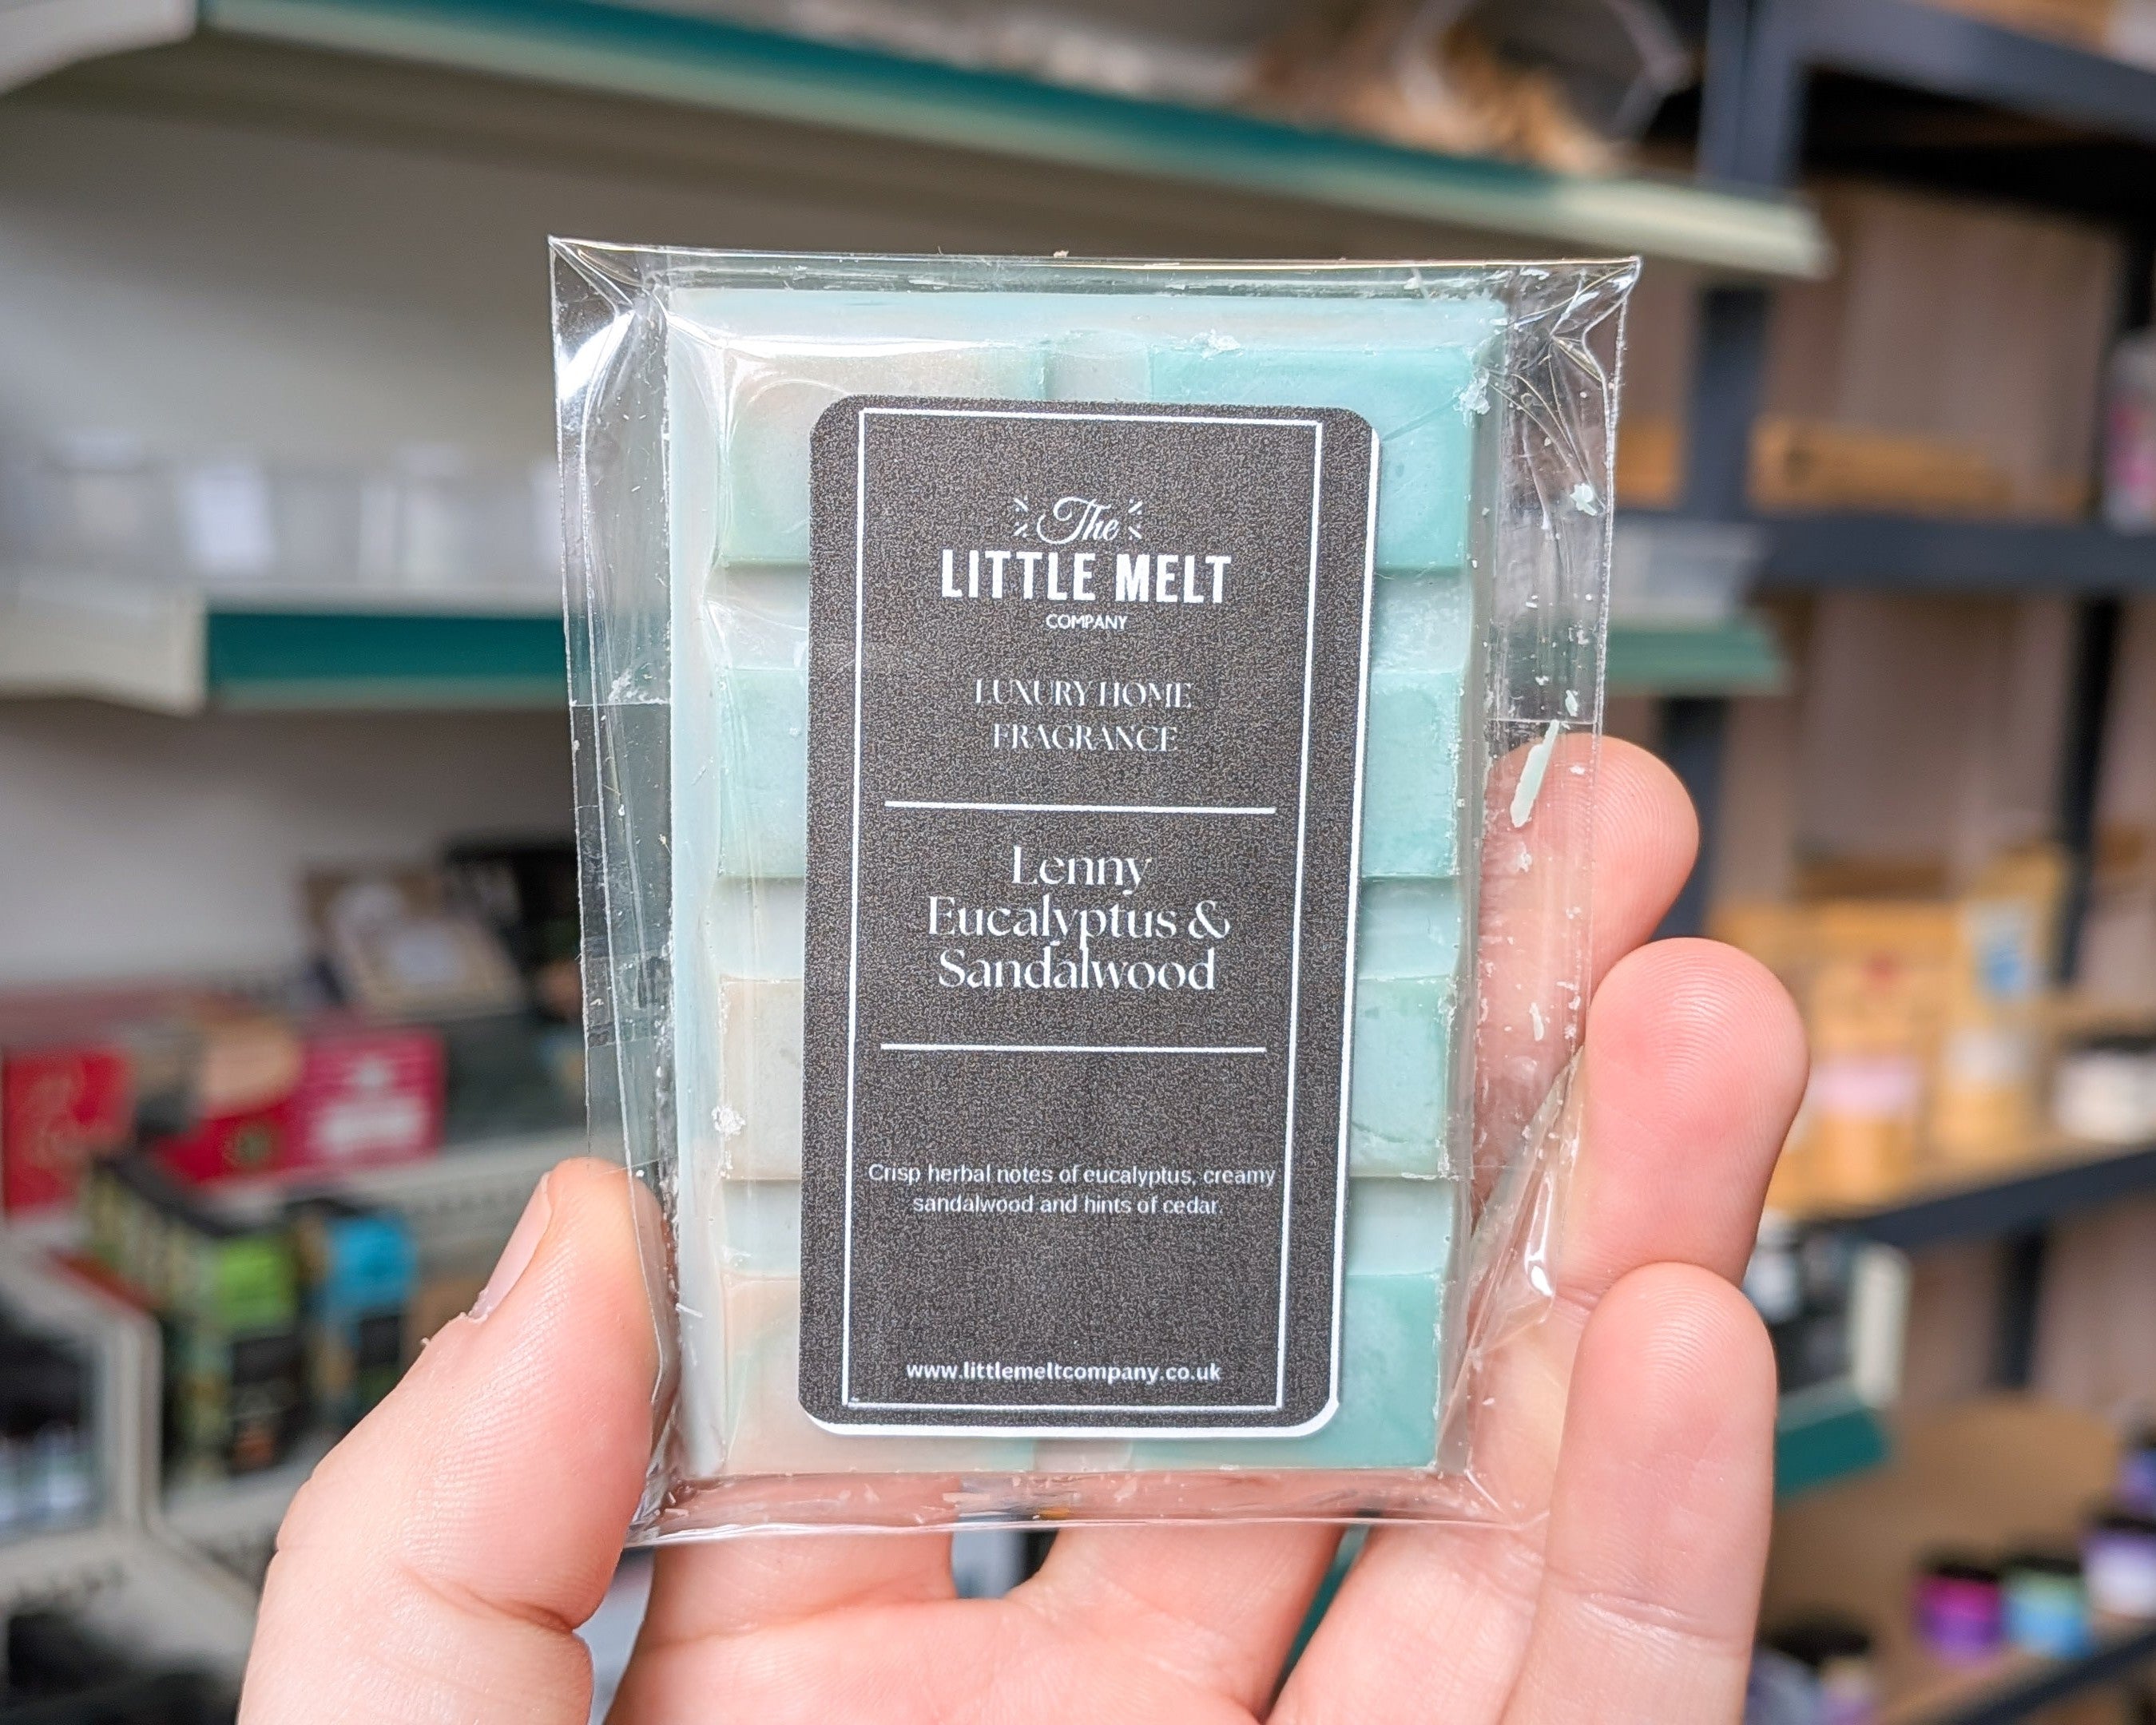 The
LITTLE MELT
COMPANY
LUXURY HOME
FRAGRANCE
Lenny
Eucalyptus &
Sandalwood
Crisp herbal notes of eucalyptus, creamy
sandalwood and hints of cedar.
www.littlemeltcompany.co.uk